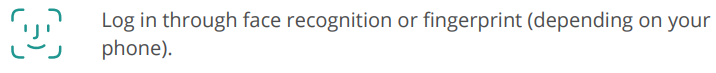 Log in through face recognition or fingerprint (depending on your
phone).